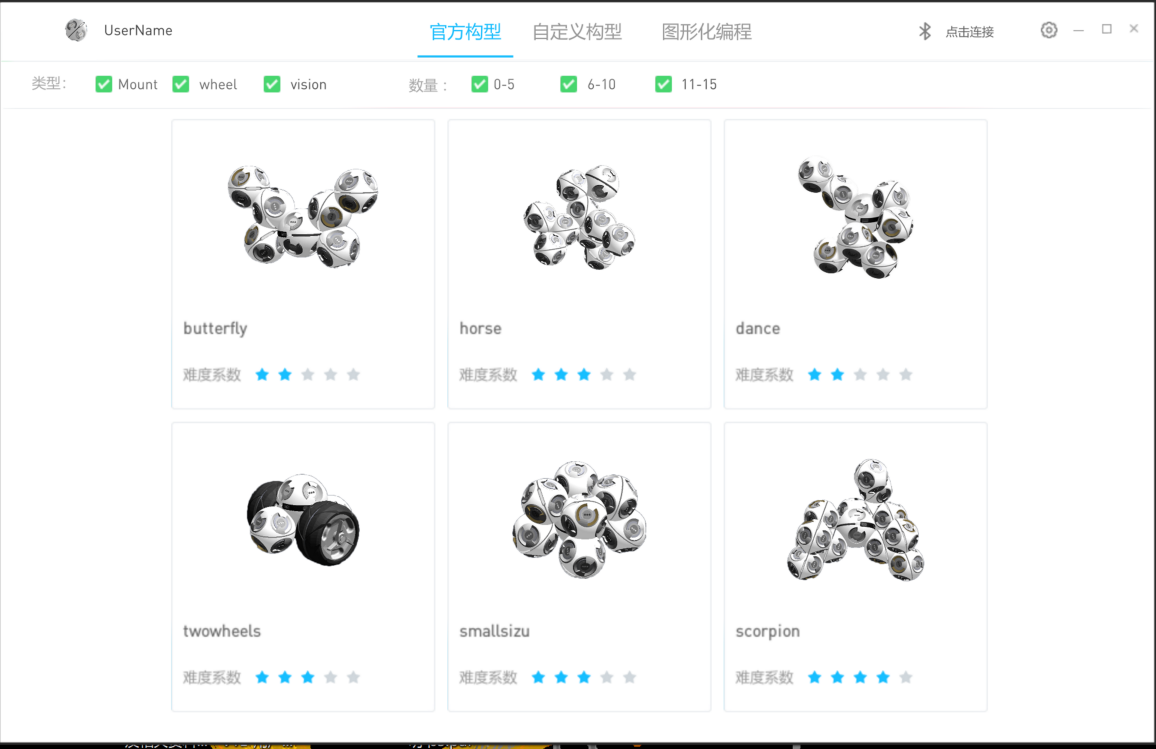 UserName 官方构型 自定义构型 图形化编程 点击连接
类型: Mount wheel vision 数量: 0-5 6-10 11-15
butterfly horse dance
难度系数 难度系数 难度系数
twowheels smallsizu scorpion
难度系数 难度系数 难度系数